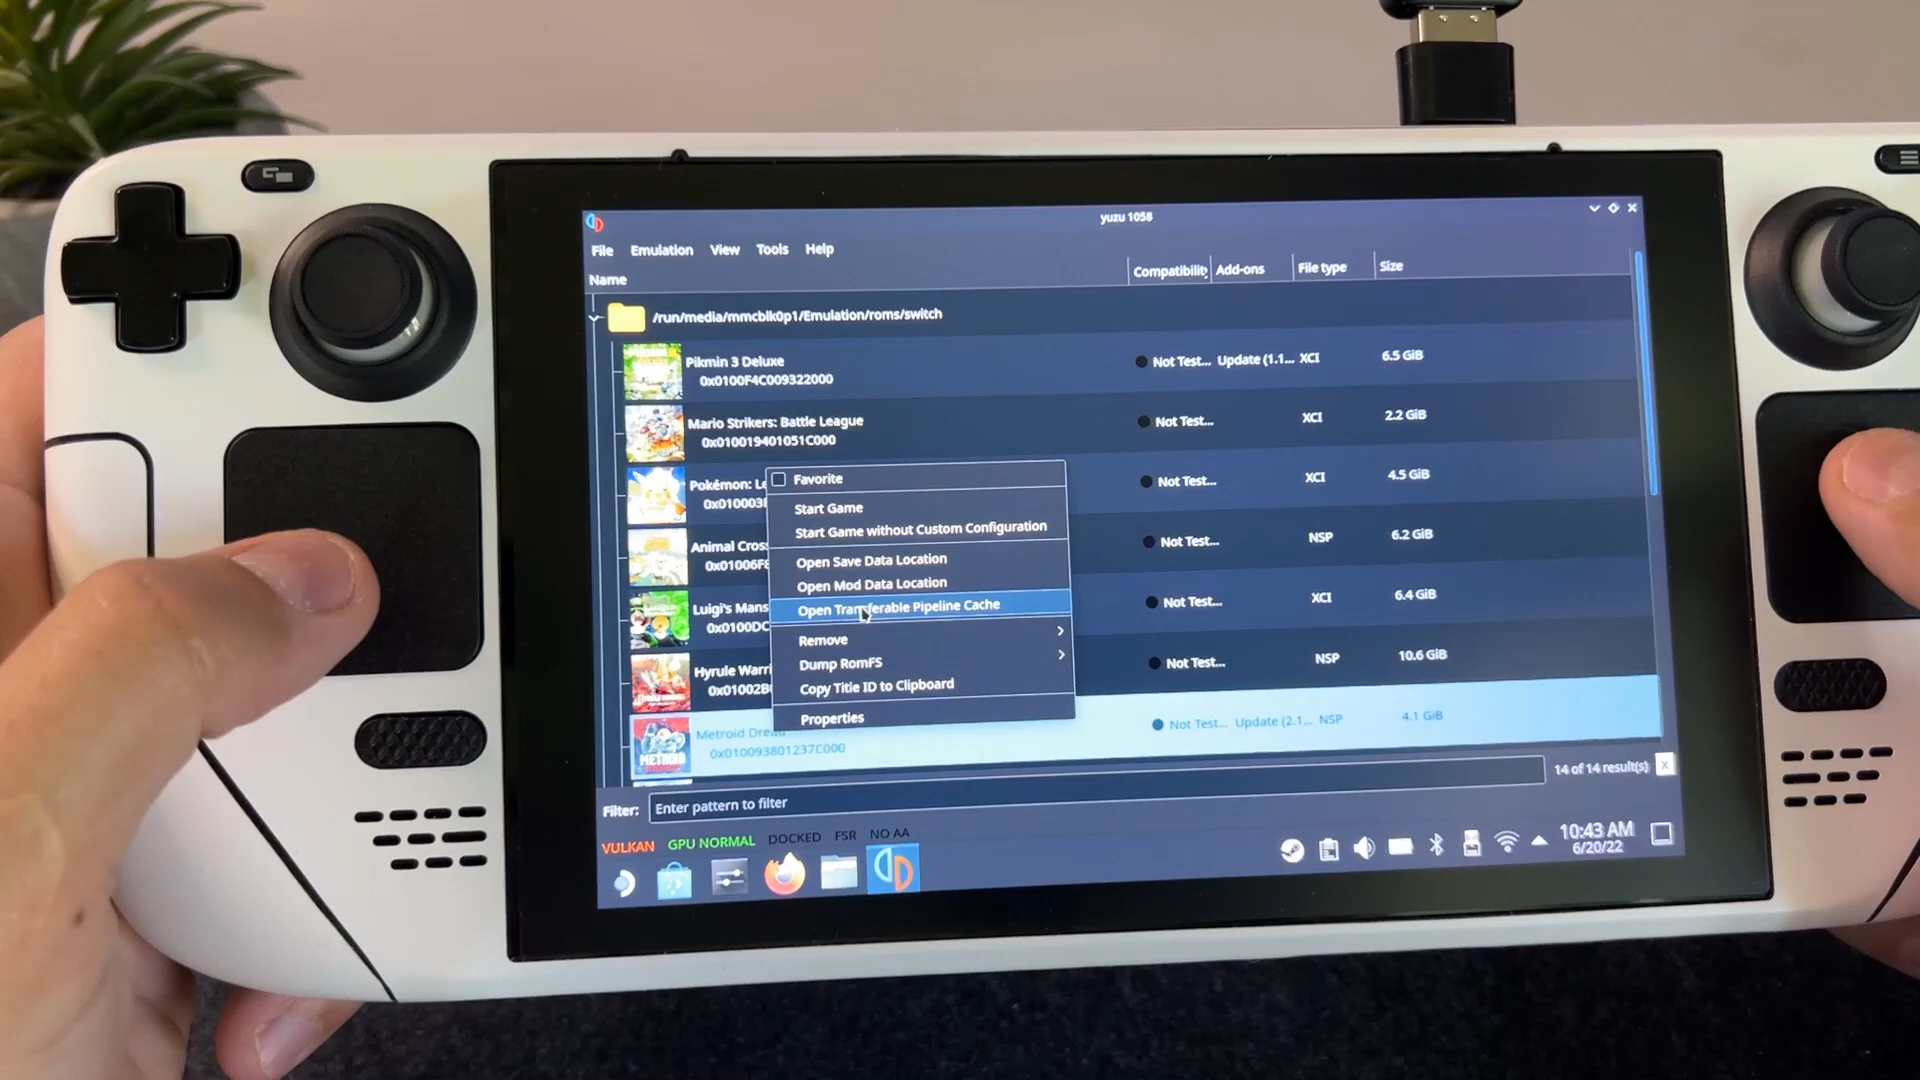 yuzu 1058
File Emulation View Tools Help
Name Compatibility Add-ons File type Size
/run/media/mmcblk0p1/Emulation/roms/switch
Pikmin 3 Deluxe
0x0100F4C009322000
Not Test... Update (1.1... XCI 6.5 GiB
Mario Strikers: Battle League
0x010019401051C000
Not Test... XCI 2.2 GiB
Pokémon: Le
0x010003
Not Test... XCI 4.5 GiB
Animal Cros
0x01006F
Not Test... NSP 6.2 GiB
Luigi's Mans
0x0100DC
Not Test... XCI 6.4 GiB
Hyrule Warri
0x01002B
Not Test... NSP 10.6 GiB
Metroid Dread
0x010093801237C000
Not Test... Update (2.1... NSP 4.1 GiB
METROID
Favorite
Start Game
Start Game without Custom Configuration
Open Save Data Location
Open Mod Data Location
Open Transferable Pipeline Cache
Remove
Dump RomFS
Copy Title ID to Clipboard
Properties
Filter: Enter pattern to filter 14 of 14 result(s) X
VULKAN GPU NORMAL DOCKED FSR NO AA
10:43 AM
6/20/22